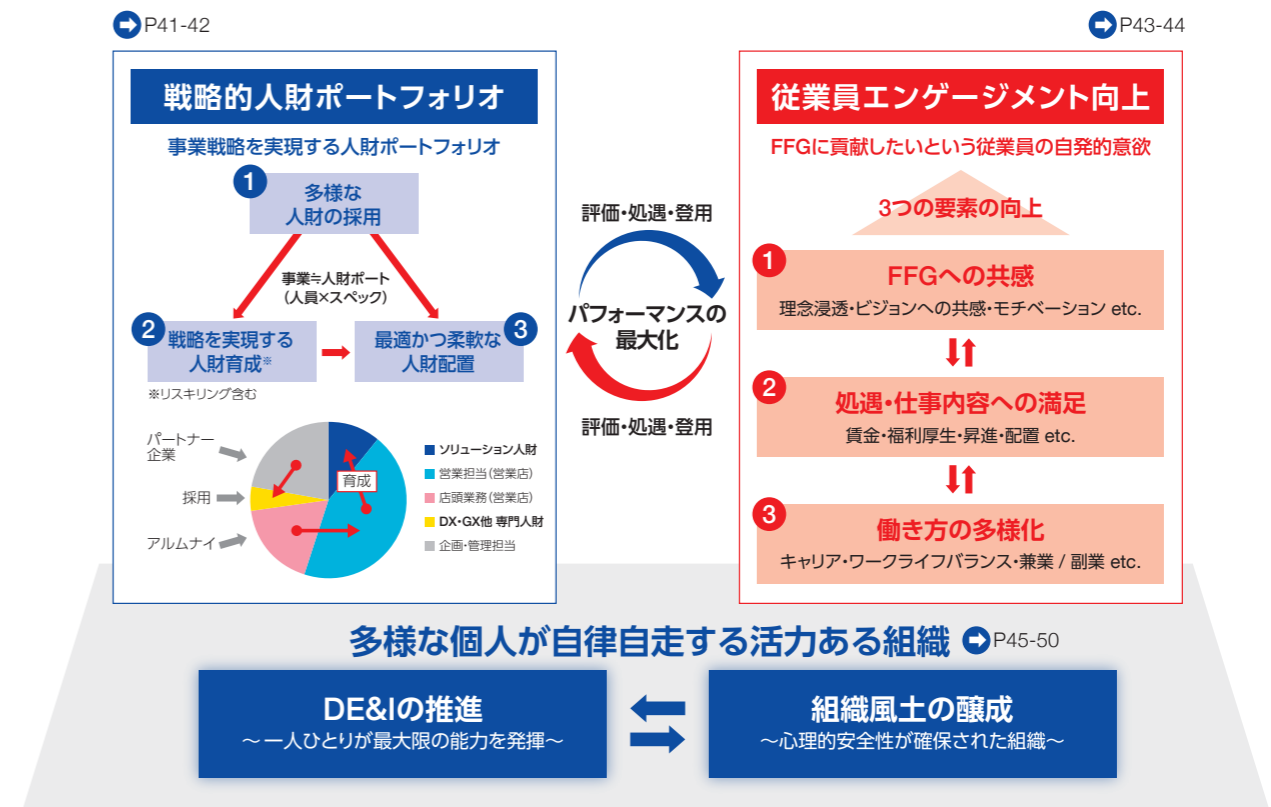 P41-42
戦略的人財ポートフォリオ
事業戦略を実現する人財ポートフォリオ
1
多様な
人財の採用
事業≒人財ポート
(人員×スペック)
2
戦略を実現する
人財育成※
最適かつ柔軟な
人財配置
3
※リスキリング含む
パートナー
企業
採用
アルムナイ
育成
ソリューション人財
営業担当(営業店)
店頭業務(営業店)
DX・GX他 専門人財
企画・管理担当
評価・処遇・登用
パフォーマンスの
最大化
評価・処遇・登用
P43-44
従業員エンゲージメント向上
FFGに貢献したいという従業員の自発的意欲
3つの要素の向上
1
FFGへの共感
理念浸透・ビジョンへの共感・モチベーション etc.
2
処遇・仕事内容への満足
賃金・福利厚生・昇進・配置 etc.
3
働き方の多様化
キャリア・ワークライフバランス・兼業 / 副業 etc.
多様な個人が自律自走する活力ある組織 P45-50
DE&Iの推進
～一人ひとりが最大限の能力を発揮～
組織風土の醸成
～心理的安全性が確保された組織～